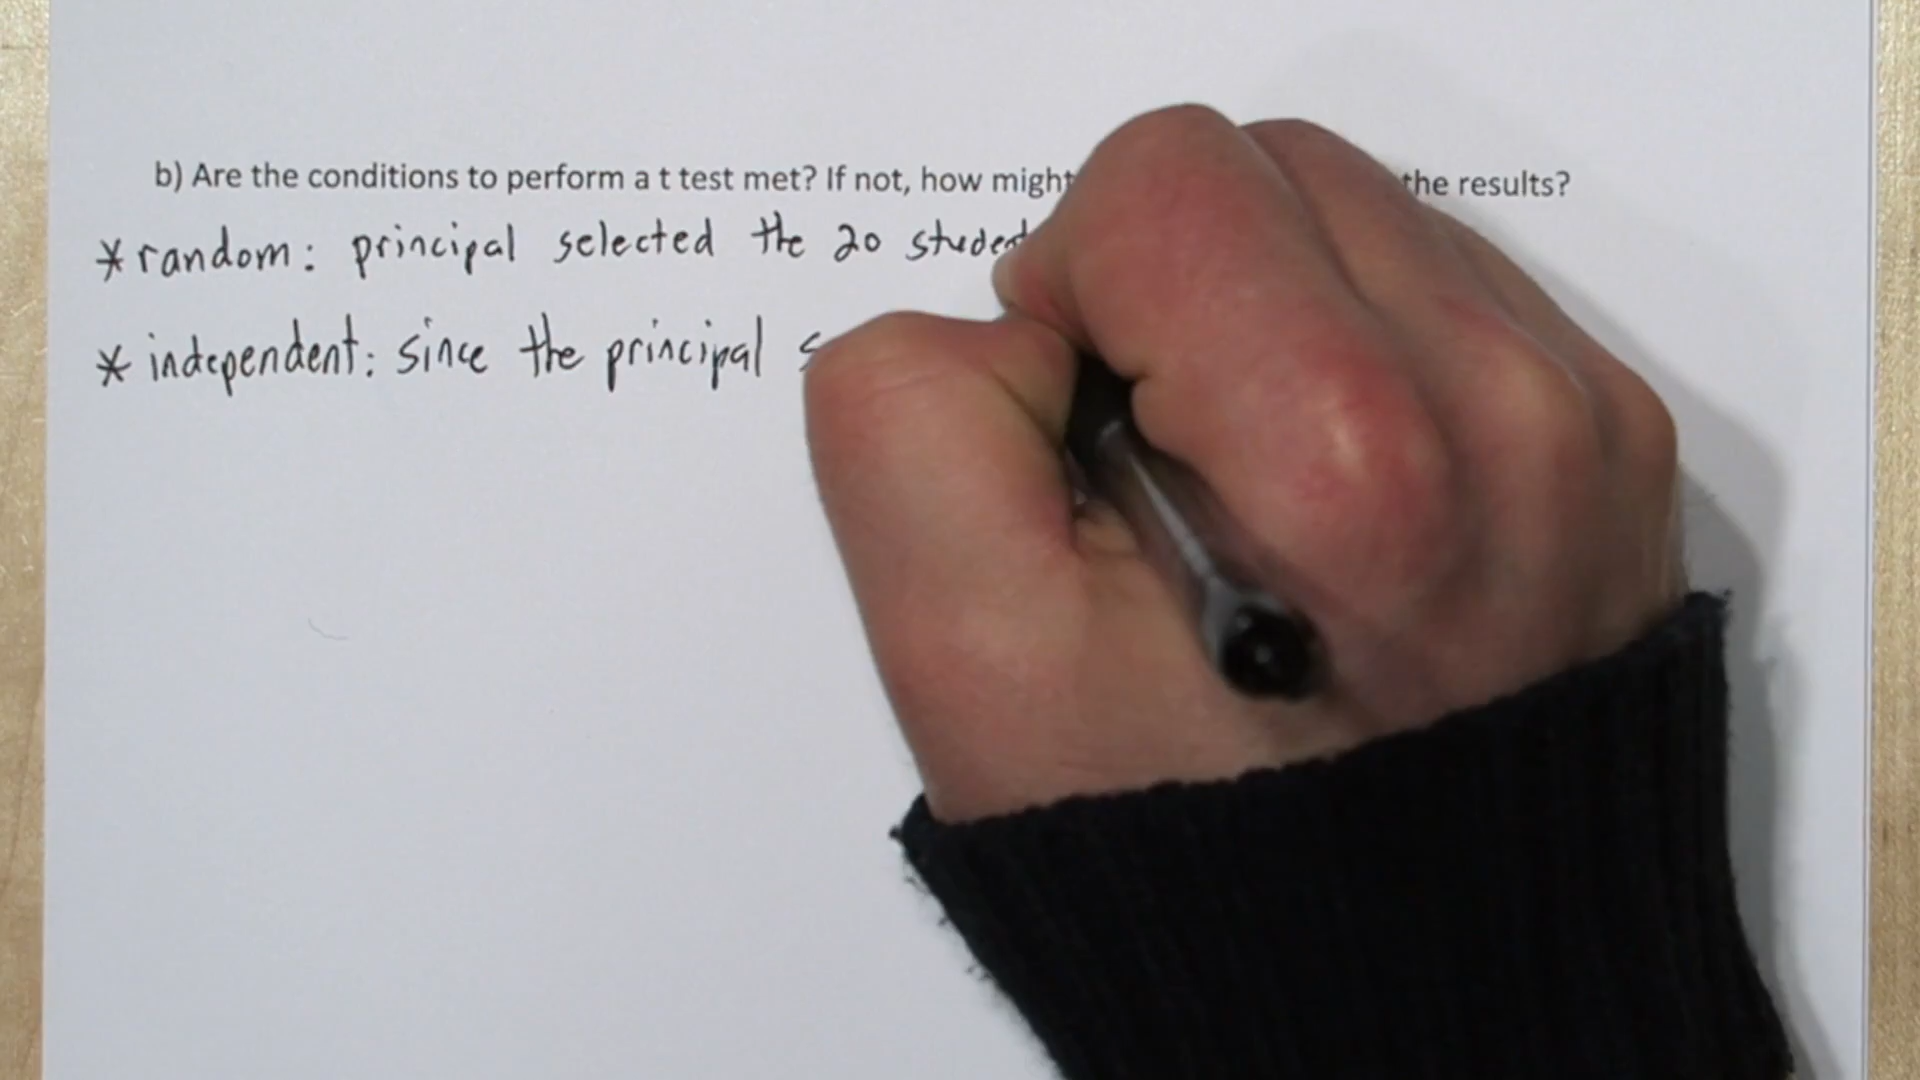 b) Are the conditions to perform a t test met? If not, how might the results?
* random: principal selected the 20
* independent: since the principal